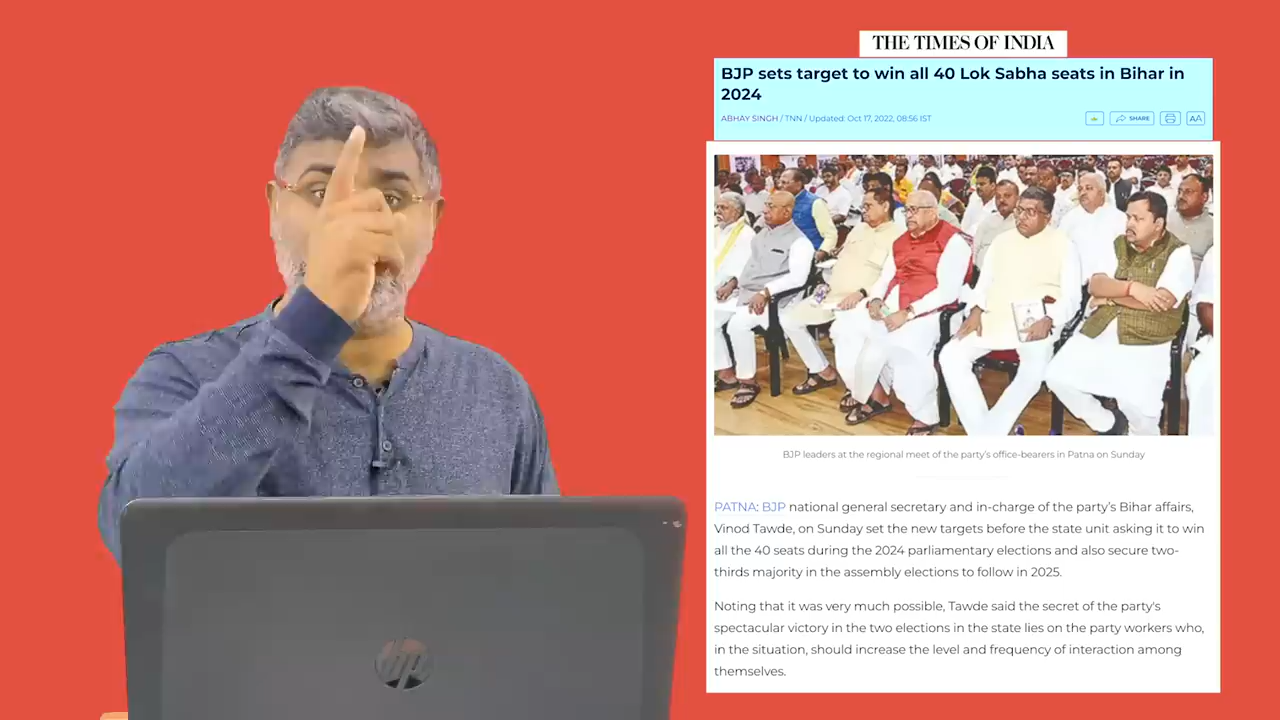 THE TIMES OF INDIA
BJP sets target to win all 40 Lok Sabha seats in Bihar in
2024
ABHAY SINGH / TNN / Updated: Oct 17, 2022, 08:56 IST
SHARE
AA
BJP leaders at the regional meet of the party's office-bearers in Patna on Sunday
PATNA: BJP national general secretary and in-charge of the party's Bihar affairs,
Vinod Tawde, on Sunday set the new targets before the state unit asking it to win
all the 40 seats during the 2024 parliamentary elections and also secure two-
thirds majority in the assembly elections to follow in 2025.
Noting that it was very much possible, Tawde said the secret of the party's
spectacular victory in the two elections in the state lies on the party workers who,
in the situation, should increase the level and frequency of interaction among
themselves.
hp